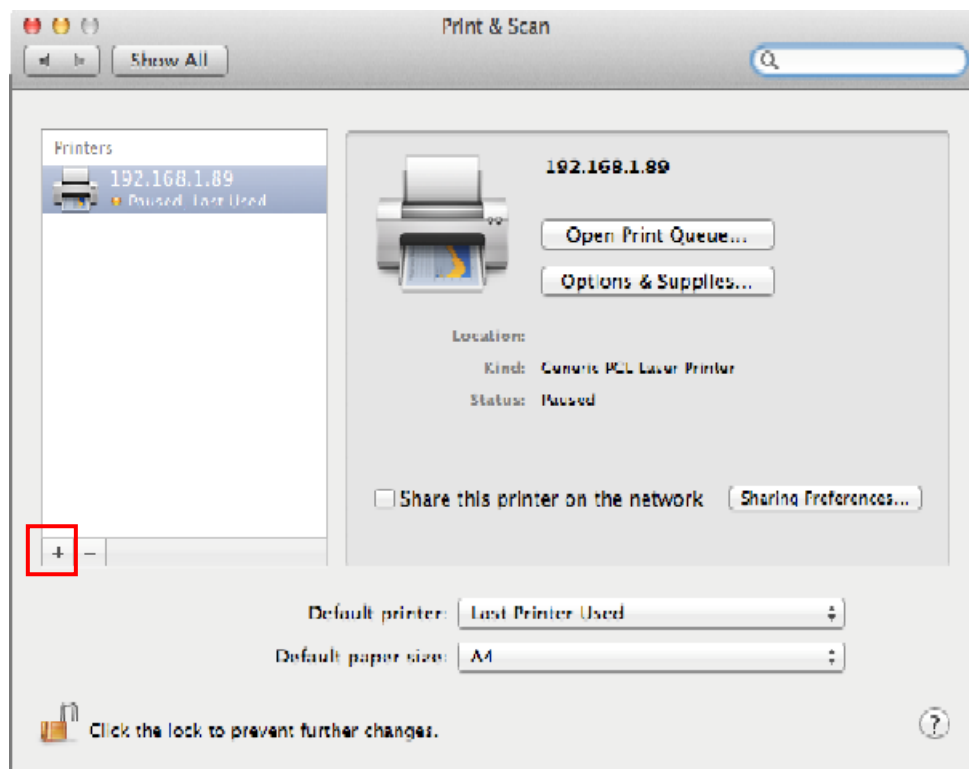 Print & Scan
Show All
Printers
192.168.1.89
Paused, Last Used
192.168.1.89
Open Print Queue...
Options & Supplies...
Location:
Kind: Generic PCL Laser Printer
Status: Paused
Share this printer on the network
Sharing Preferences...
+ −
Default printer: Last Printer Used
Default paper size: A4
Click the lock to prevent further changes.
?